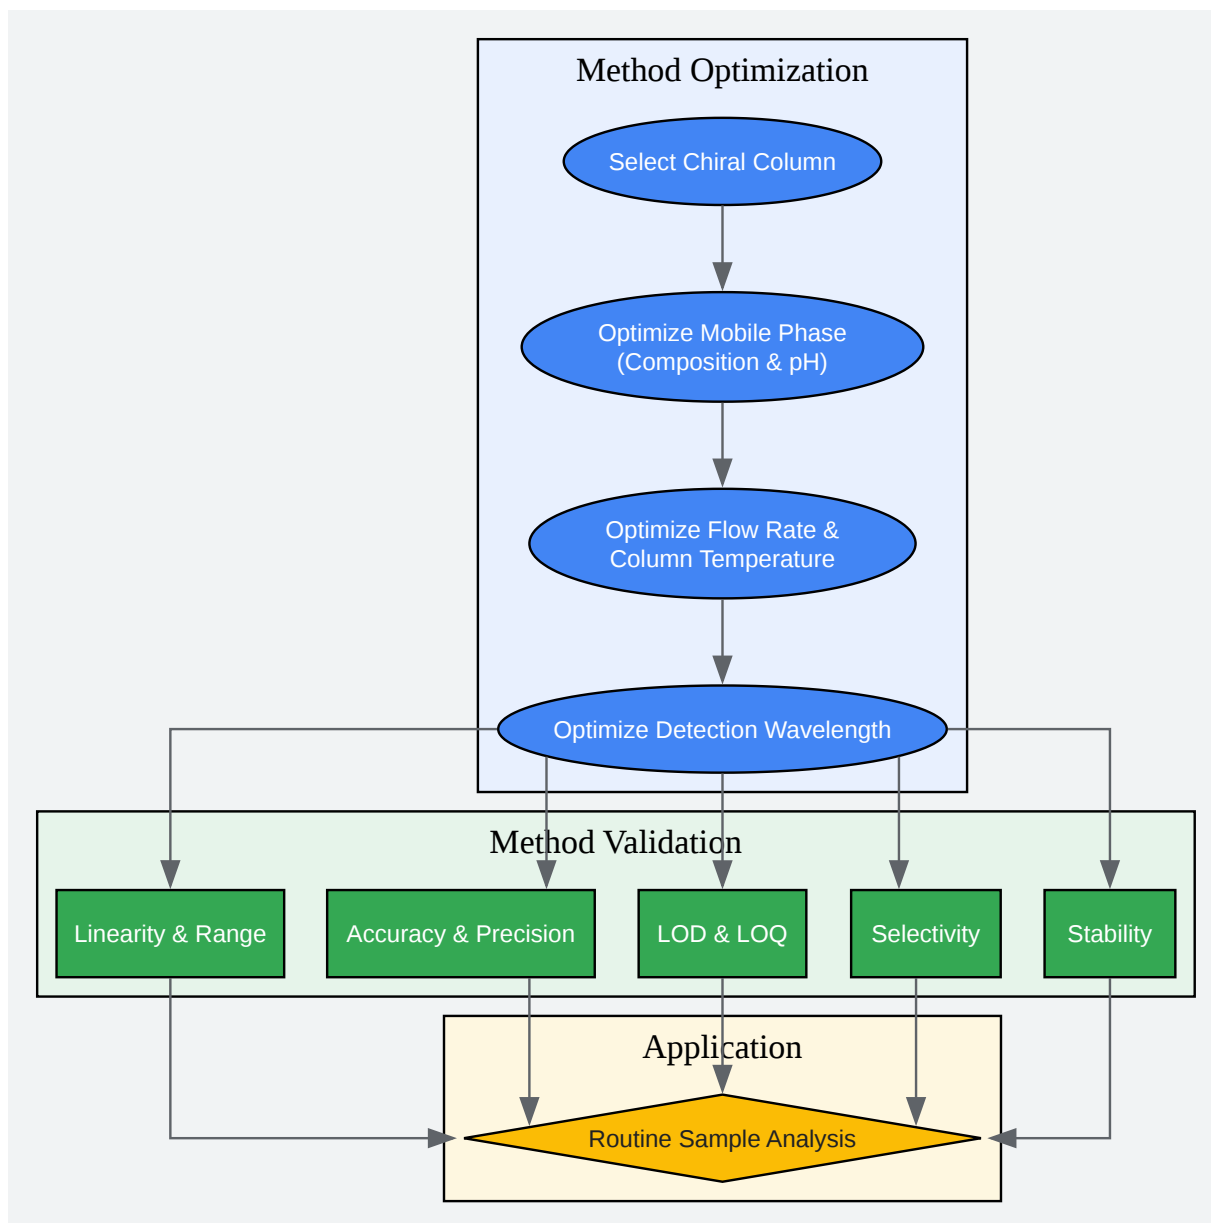 Method Optimization
Select Chiral Column
Optimize Mobile Phase
(Composition & pH)
Optimize Flow Rate &
Column Temperature
Optimize Detection Wavelength
Method Validation
Linearity & Range
Accuracy & Precision
LOD & LOQ
Selectivity
Stability
Application
Routine Sample Analysis